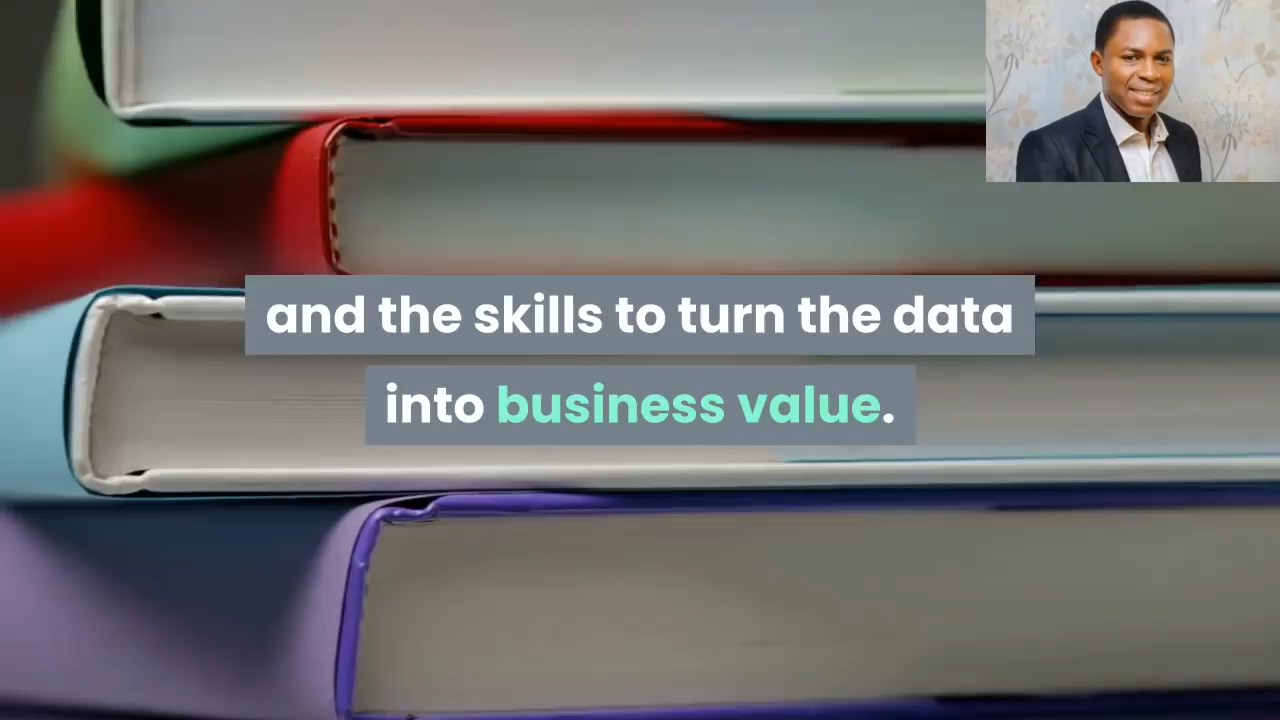 and the skills to turn the data
into business value.